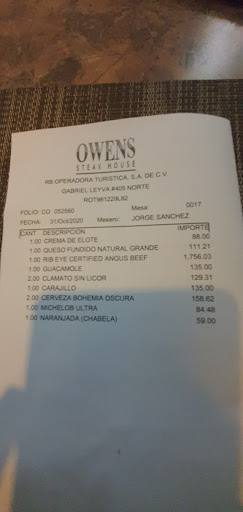 OWENS
STEAK HOUSE
RB OPERADORA TURISTICA, S.A. DE C.V.
GABRIEL LEYVA #405 NORTE
ROT981229L82
FOLIO: CO 052560 Mesa: 0017
FECHA: 31/Oct/2020 Mesero: JORGE SANCHEZ
CANT DESCRIPCIÓN IMPORTE
1.00 CREMA DE ELOTE 88.00
1.00 QUESO FUNDIDO NATURAL GRANDE 111.21
1.00 RIB EYE CERTIFIED ANGUS BEEF 1,756.03
1.00 GUACAMOLE 135.00
2.00 CLAMATO SIN LICOR 129.31
1.00 CARAJILLO 135.00
2.00 CERVEZA BOHEMIA OSCURA 158.62
1.00 MICHELOB ULTRA 84.48
1.00 NARANJADA (CHABELA) 59.00